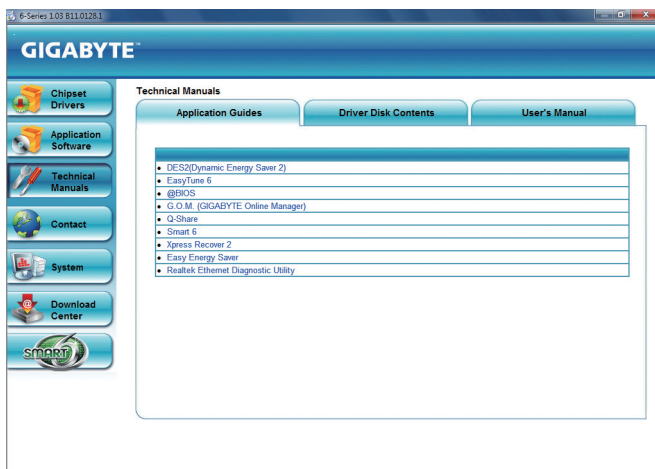 6-Series 1.03 B11.0128.1
GIGABYTE™
Chipset
Drivers
Application
Software
Technical
Manuals
Contact
System
Download
Center
SMART6
Technical Manuals
Application Guides
Driver Disk Contents
User's Manual
DES2(Dynamic Energy Saver 2)
EasyTune 6
@BIOS
G.O.M. (GIGABYTE Online Manager)
Q-Share
Smart 6
Xpress Recover 2
Easy Energy Saver
Realtek Ethernet Diagnostic Utility